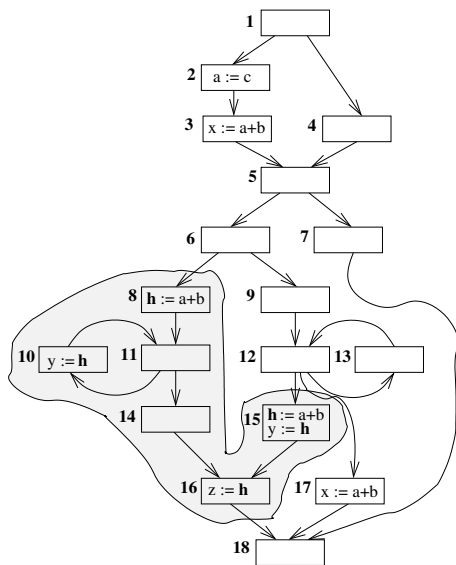 1
2 a := c
3 x := a+b
4
5
6
7
8 h := a+b
9
10 y := h
11
12
13
14
15 h := a+b
y := h
16 z := h
17 x := a+b
18